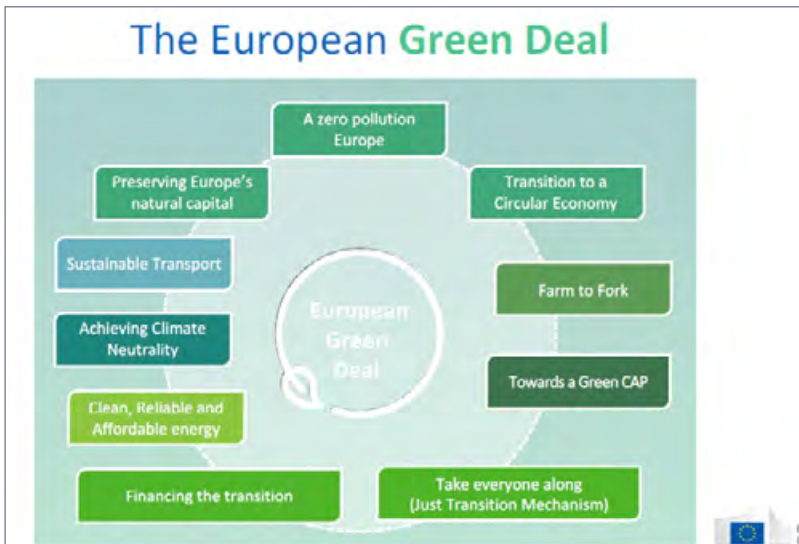 The European Green Deal
A zero pollution
Europe
Preserving Europe's
natural capital
Transition to a
Circular Economy
Sustainable Transport
Farm to Fork
European
Green
Deal
Achieving Climate
Neutrality
Towards a Green CAP
Clean, Reliable and
Affordable energy
Financing the transition
Take everyone along
(Just Transition Mechanism)